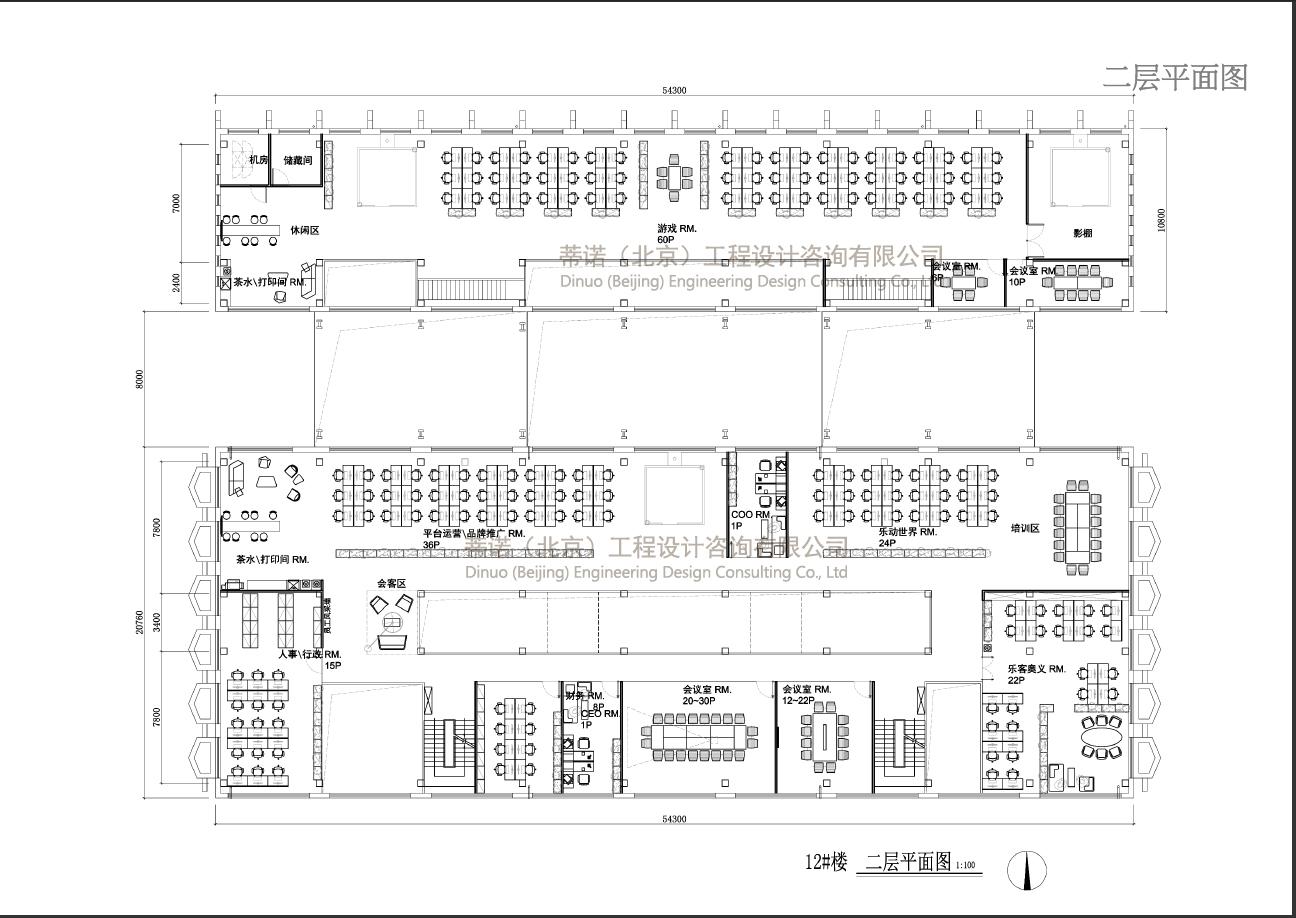 二层平面图
54300
机房
储藏间
7000
10800
休闲区
游戏 RM.
60P
影棚
蒂诺（北京）工程设计咨询有限公司
Dinuo (Beijing) Engineering Design Consulting Co., Ltd
2400
茶水\打印间 RM.
会议室 RM.
6P
会议室 RM.
10P
8000
7800
COO RM.
1P
平台运营\品牌推广 RM.
36P
乐动世界 RM.
24P
培训区
蒂诺（北京）工程设计咨询有限公司
Dinuo (Beijing) Engineering Design Consulting Co., Ltd
茶水\打印间 RM.
会客区
20760
3400
员工风采墙
人事\行政 RM.
15P
乐客奥义 RM.
22P
7800
财务 RM.
8P
CEO RM.
1P
会议室 RM.
20~30P
会议室 RM.
12~22P
54300
12#楼 二层平面图 1:100